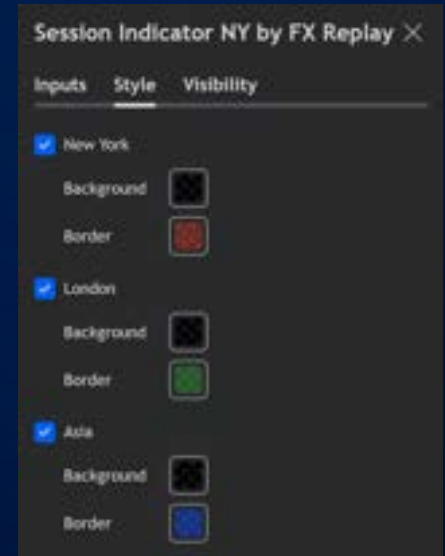 Session Indicator NY by FX Replay
Inputs Style Visibility
New York
Background
Border
London
Background
Border
Asia
Background
Border